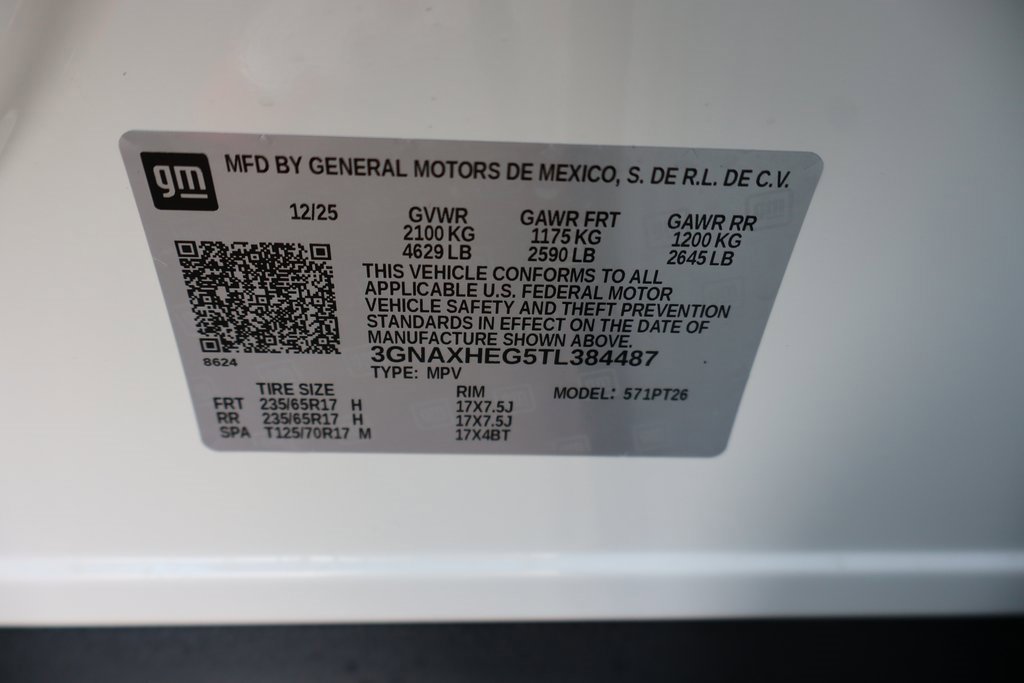 gm
MFD BY GENERAL MOTORS DE MEXICO, S. DE R.L. DE C.V.
12/25 GVWR GAWR FRT GAWR RR
2100 KG 1175 KG 1200 KG
4629 LB 2590 LB 2645 LB
THIS VEHICLE CONFORMS TO ALL
APPLICABLE U.S. FEDERAL MOTOR
VEHICLE SAFETY AND THEFT PREVENTION
STANDARDS IN EFFECT ON THE DATE OF
MANUFACTURE SHOWN ABOVE.
8624 3GNAXHEG5TL384487
TYPE: MPV
TIRE SIZE RIM MODEL: 571PT26
FRT 235/65R17 H 17X7.5J
RR 235/65R17 H 17X7.5J
SPA T125/70R17 M 17X4BT